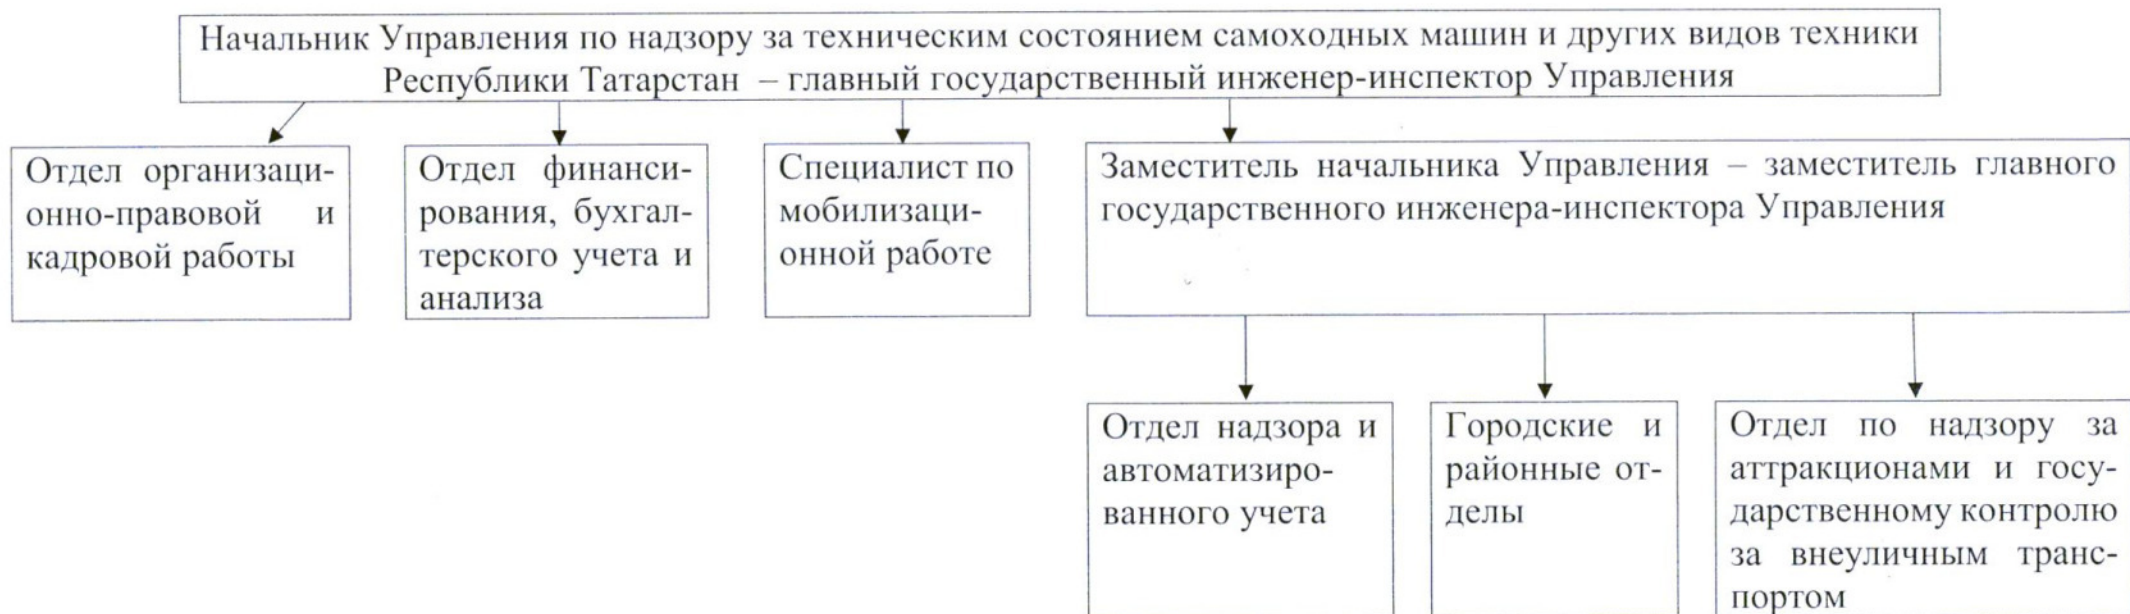 Начальник Управления по надзору за техническим состоянием самоходных машин и других видов техники
Республики Татарстан – главный государственный инженер-инспектор Управления
Отдел организаци-
онно-правовой и
кадровой работы
Отдел финанси-
рования, бухгал-
терского учета и
анализа
Специалист по
мобилизаци-
онной работе
Заместитель начальника Управления – заместитель главного
государственного инженера-инспектора Управления
Отдел надзора и
автоматизиро-
ванного учета
Городские и
районные от-
делы
Отдел по надзору за
аттракционами и госу-
дарственному контролю
за внеуличным транс-
портом